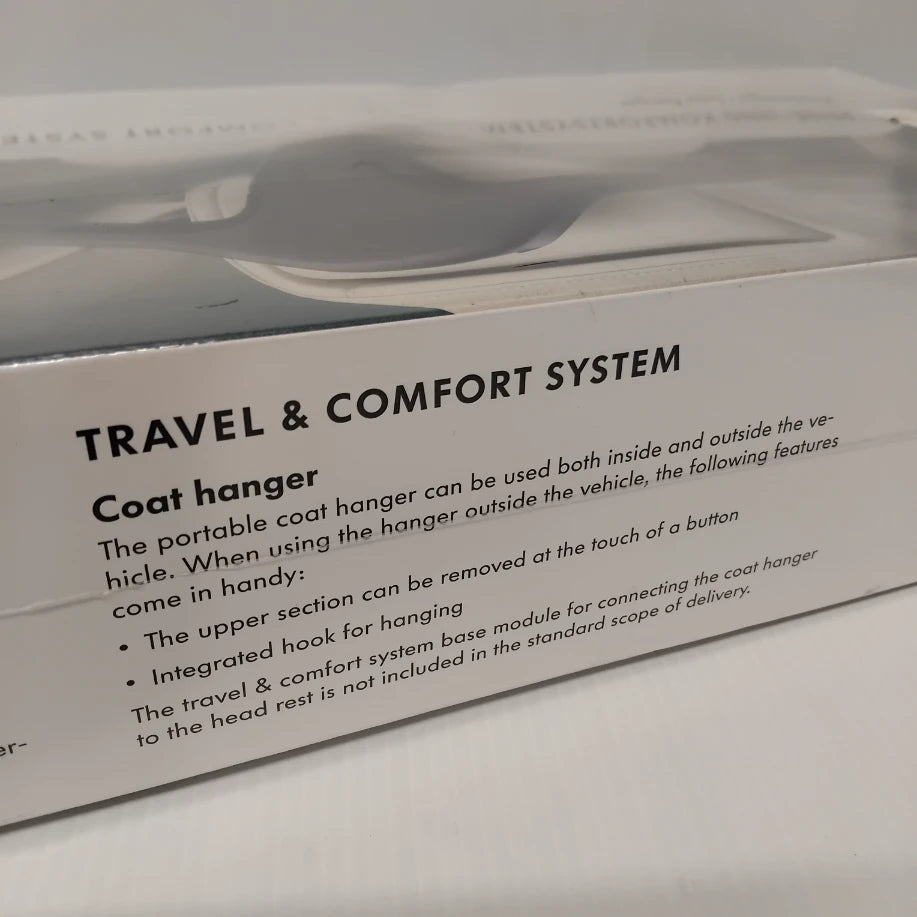 TRAVEL & COMFORT SYSTEM
Coat hanger
The portable coat hanger can be used both inside and outside the ve-
hicle. When using the hanger outside the vehicle, the following features
come in handy:
• The upper section can be removed at the touch of a button
• Integrated hook for hanging
The travel & comfort system base module for connecting the coat hanger
to the head rest is not included in the standard scope of delivery.
er-